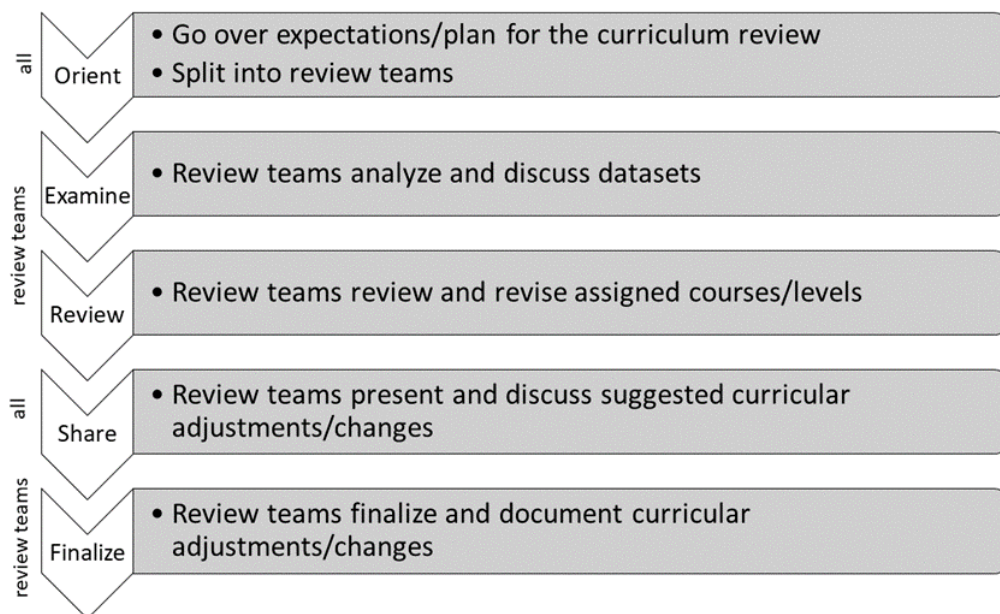 all
Orient
• Go over expectations/plan for the curriculum review
• Split into review teams
review teams
Examine
• Review teams analyze and discuss datasets
Review
• Review teams review and revise assigned courses/levels
all
Share
• Review teams present and discuss suggested curricular
adjustments/changes
review teams
Finalize
• Review teams finalize and document curricular
adjustments/changes